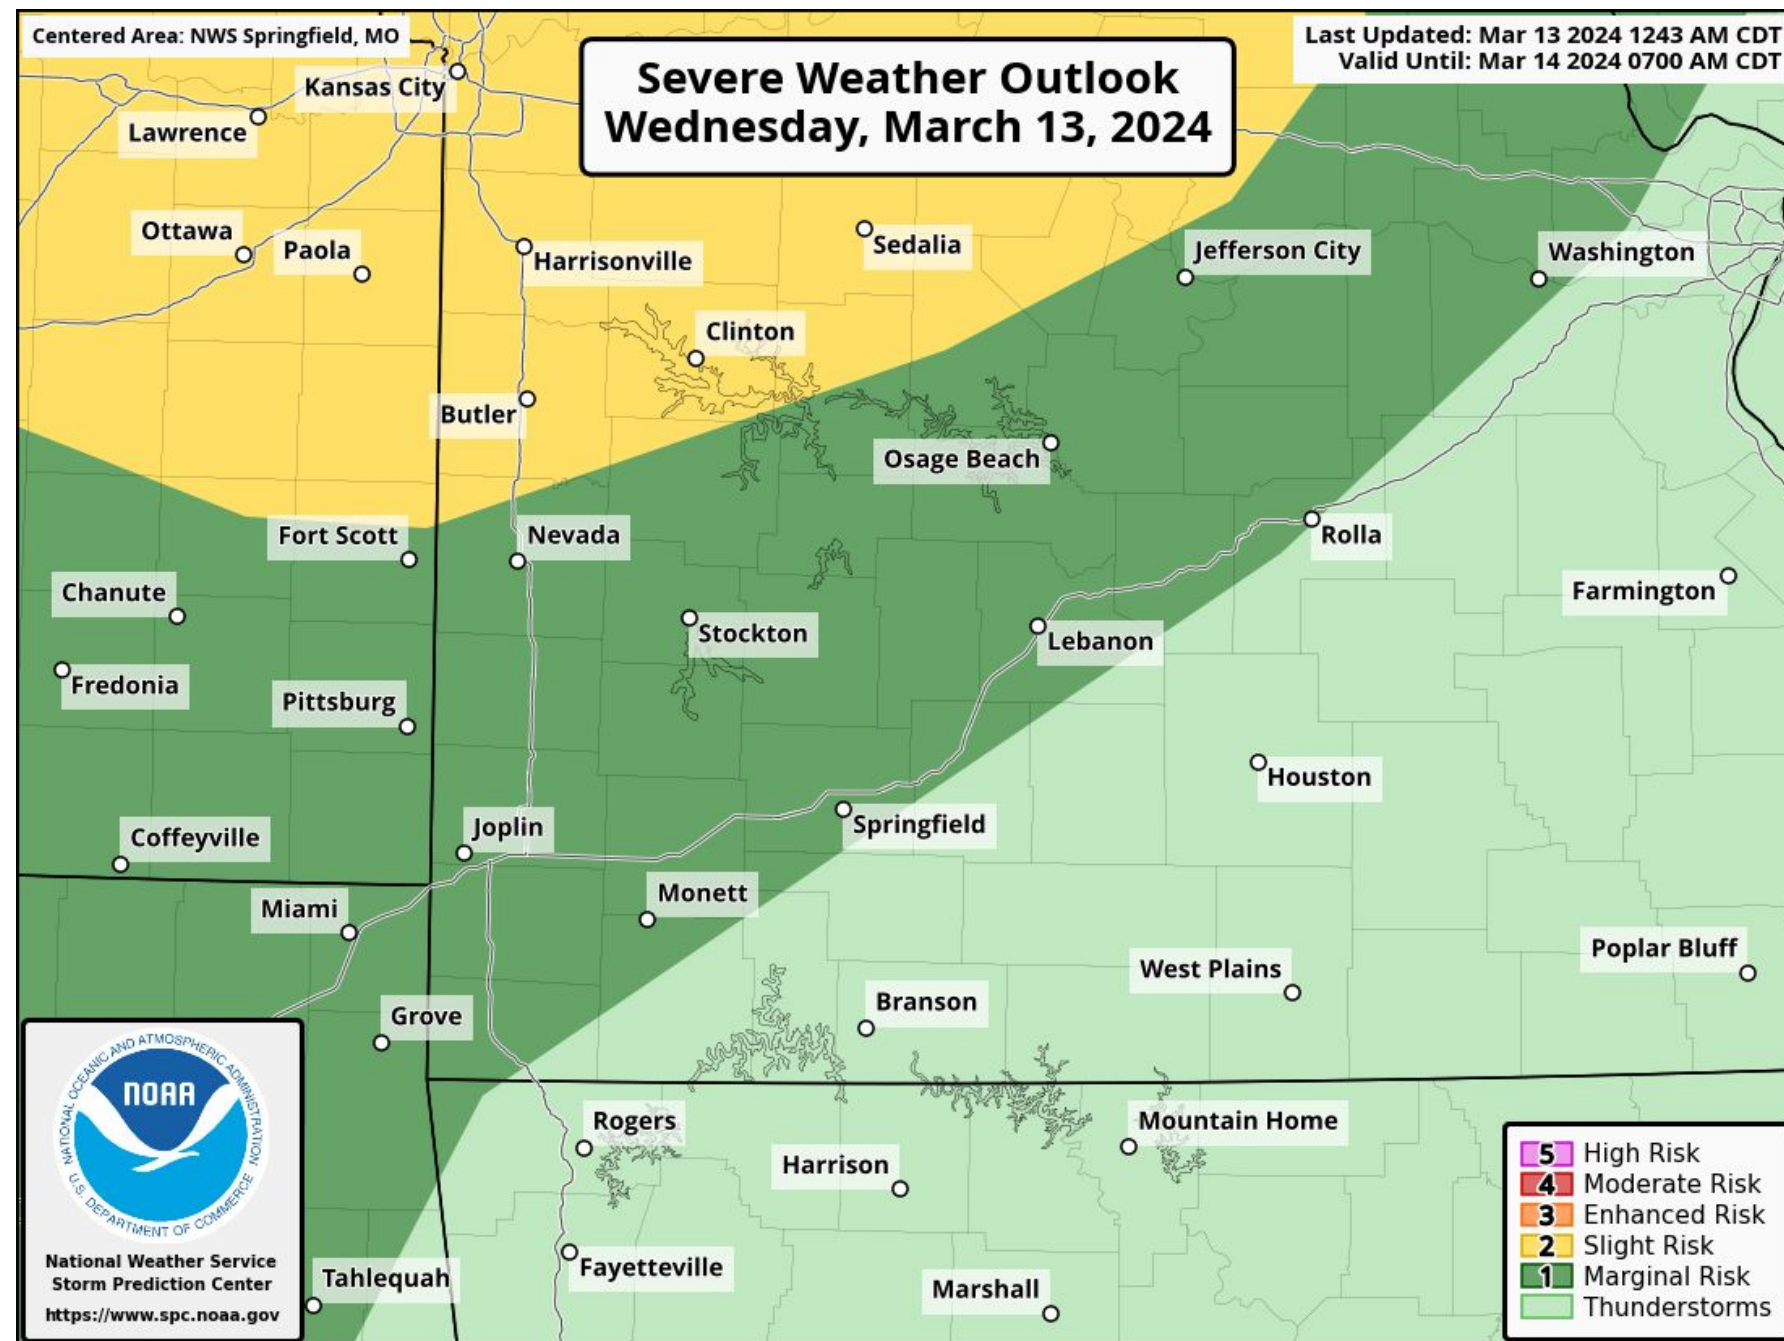 Centered Area: NWS Springfield, MO
Last Updated: Mar 13 2024 1243 AM CDT
Valid Until: Mar 14 2024 0700 AM CDT
Severe Weather Outlook
Wednesday, March 13, 2024
Kansas City
Lawrence
Ottawa
Paola
Harrisonville
Sedalia
Jefferson City
Washington
Clinton
Butler
Osage Beach
Fort Scott
Nevada
Rolla
Chanute
Farmington
Stockton
Lebanon
Fredonia
Pittsburg
Houston
Coffeyville
Joplin
Springfield
Miami
Monett
Poplar Bluff
West Plains
Grove
Branson
Rogers
Mountain Home
Harrison
Fayetteville
Tahlequah
Marshall
NATIONAL OCEANIC AND ATMOSPHERIC ADMINISTRATION
NOAA
U.S. DEPARTMENT OF COMMERCE
National Weather Service
Storm Prediction Center
https://www.spc.noaa.gov
5 High Risk
4 Moderate Risk
3 Enhanced Risk
2 Slight Risk
1 Marginal Risk
Thunderstorms